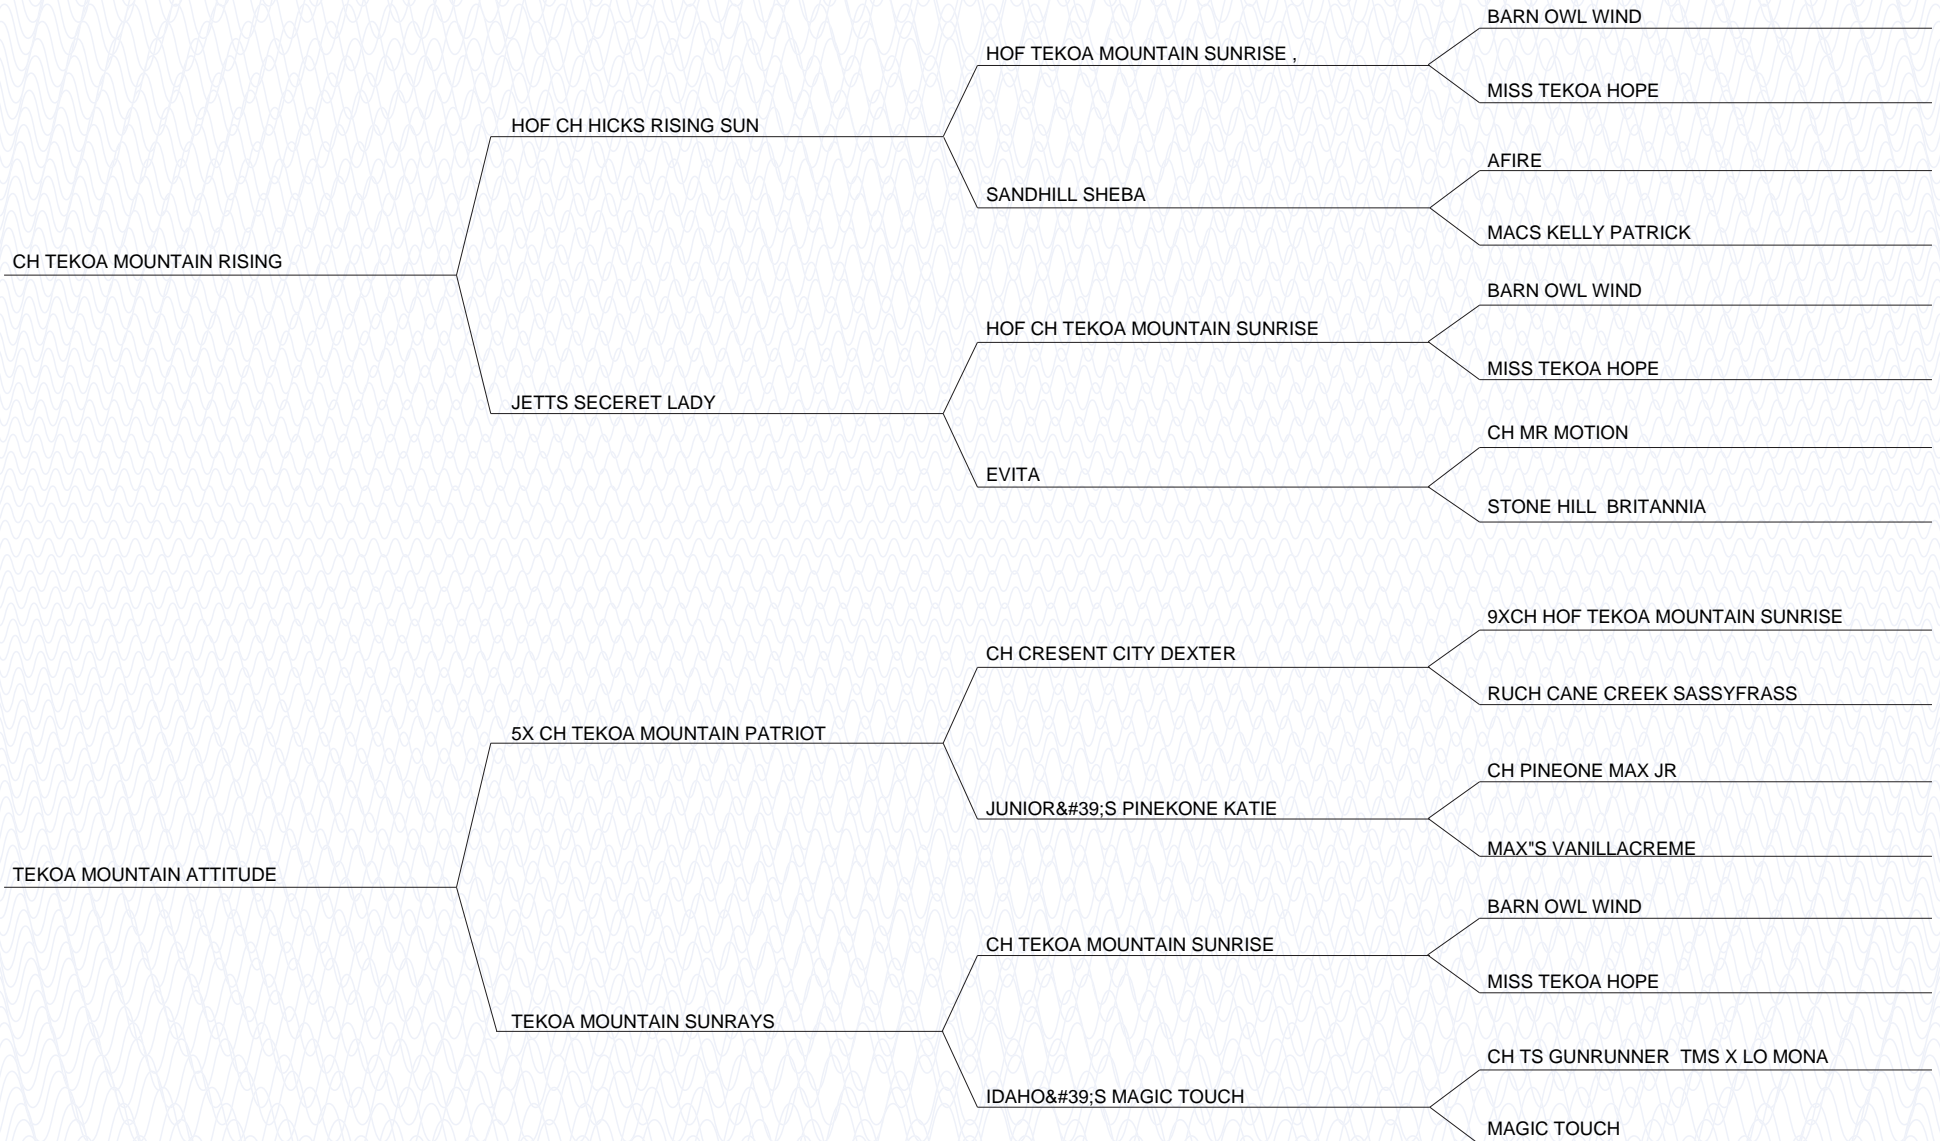 BARN OWL WIND
HOF TEKOA MOUNTAIN SUNRISE ,
MISS TEKOA HOPE
HOF CH HICKS RISING SUN
AFIRE
SANDHILL SHEBA
MACS KELLY PATRICK
CH TEKOA MOUNTAIN RISING
BARN OWL WIND
HOF CH TEKOA MOUNTAIN SUNRISE
MISS TEKOA HOPE
JETTS SECERET LADY
CH MR MOTION
EVITA
STONE HILL  BRITANNIA
9XCH HOF TEKOA MOUNTAIN SUNRISE
CH CRESENT CITY DEXTER
RUCH CANE CREEK SASSYFRASS
5X CH TEKOA MOUNTAIN PATRIOT
CH PINEONE MAX JR
JUNIOR&#39;S PINEKONE KATIE
MAX"S VANILLACREME
TEKOA MOUNTAIN ATTITUDE
BARN OWL WIND
CH TEKOA MOUNTAIN SUNRISE
MISS TEKOA HOPE
TEKOA MOUNTAIN SUNRAYS
CH TS GUNRUNNER  TMS X LO MONA
IDAHO&#39;S MAGIC TOUCH
MAGIC TOUCH